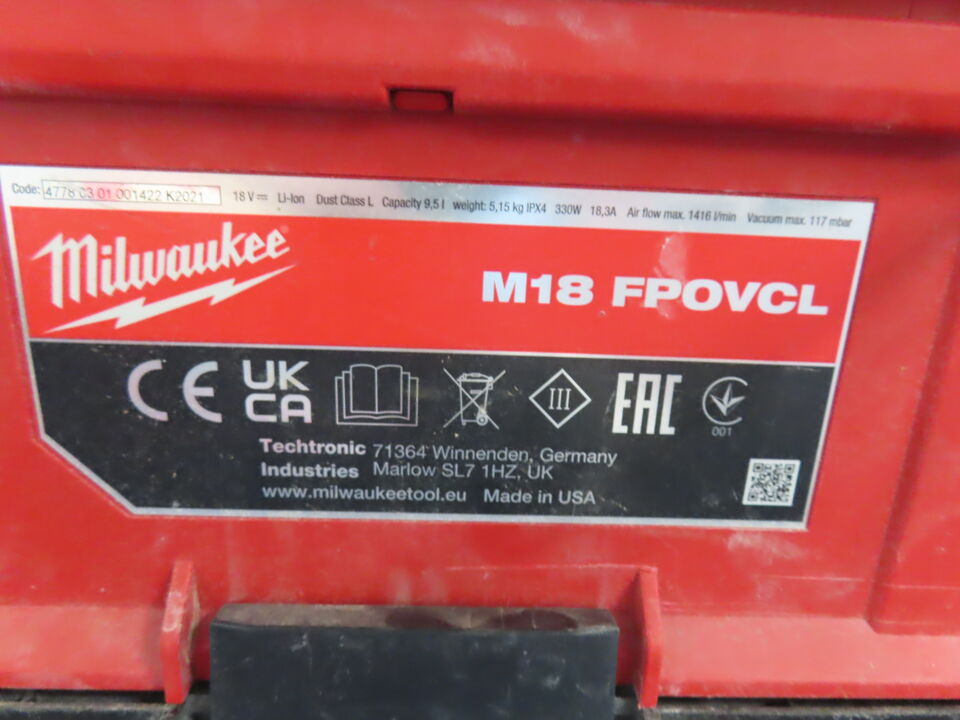 Code: 4778 03 01 001422 K2021 18 V Li-Ion Dust Class L Capacity 9,5 l weight: 5,15 kg IPX4 330W 18,3A Air flow max. 1416 l/min Vacuum max. 117 mbar
Milwaukee
M18 FPOVCL
CE UK CA III EAC 001
Techtronic Industries
71364 Winnenden, Germany
Marlow SL7 1HZ, UK
www.milwaukeetool.eu Made in USA